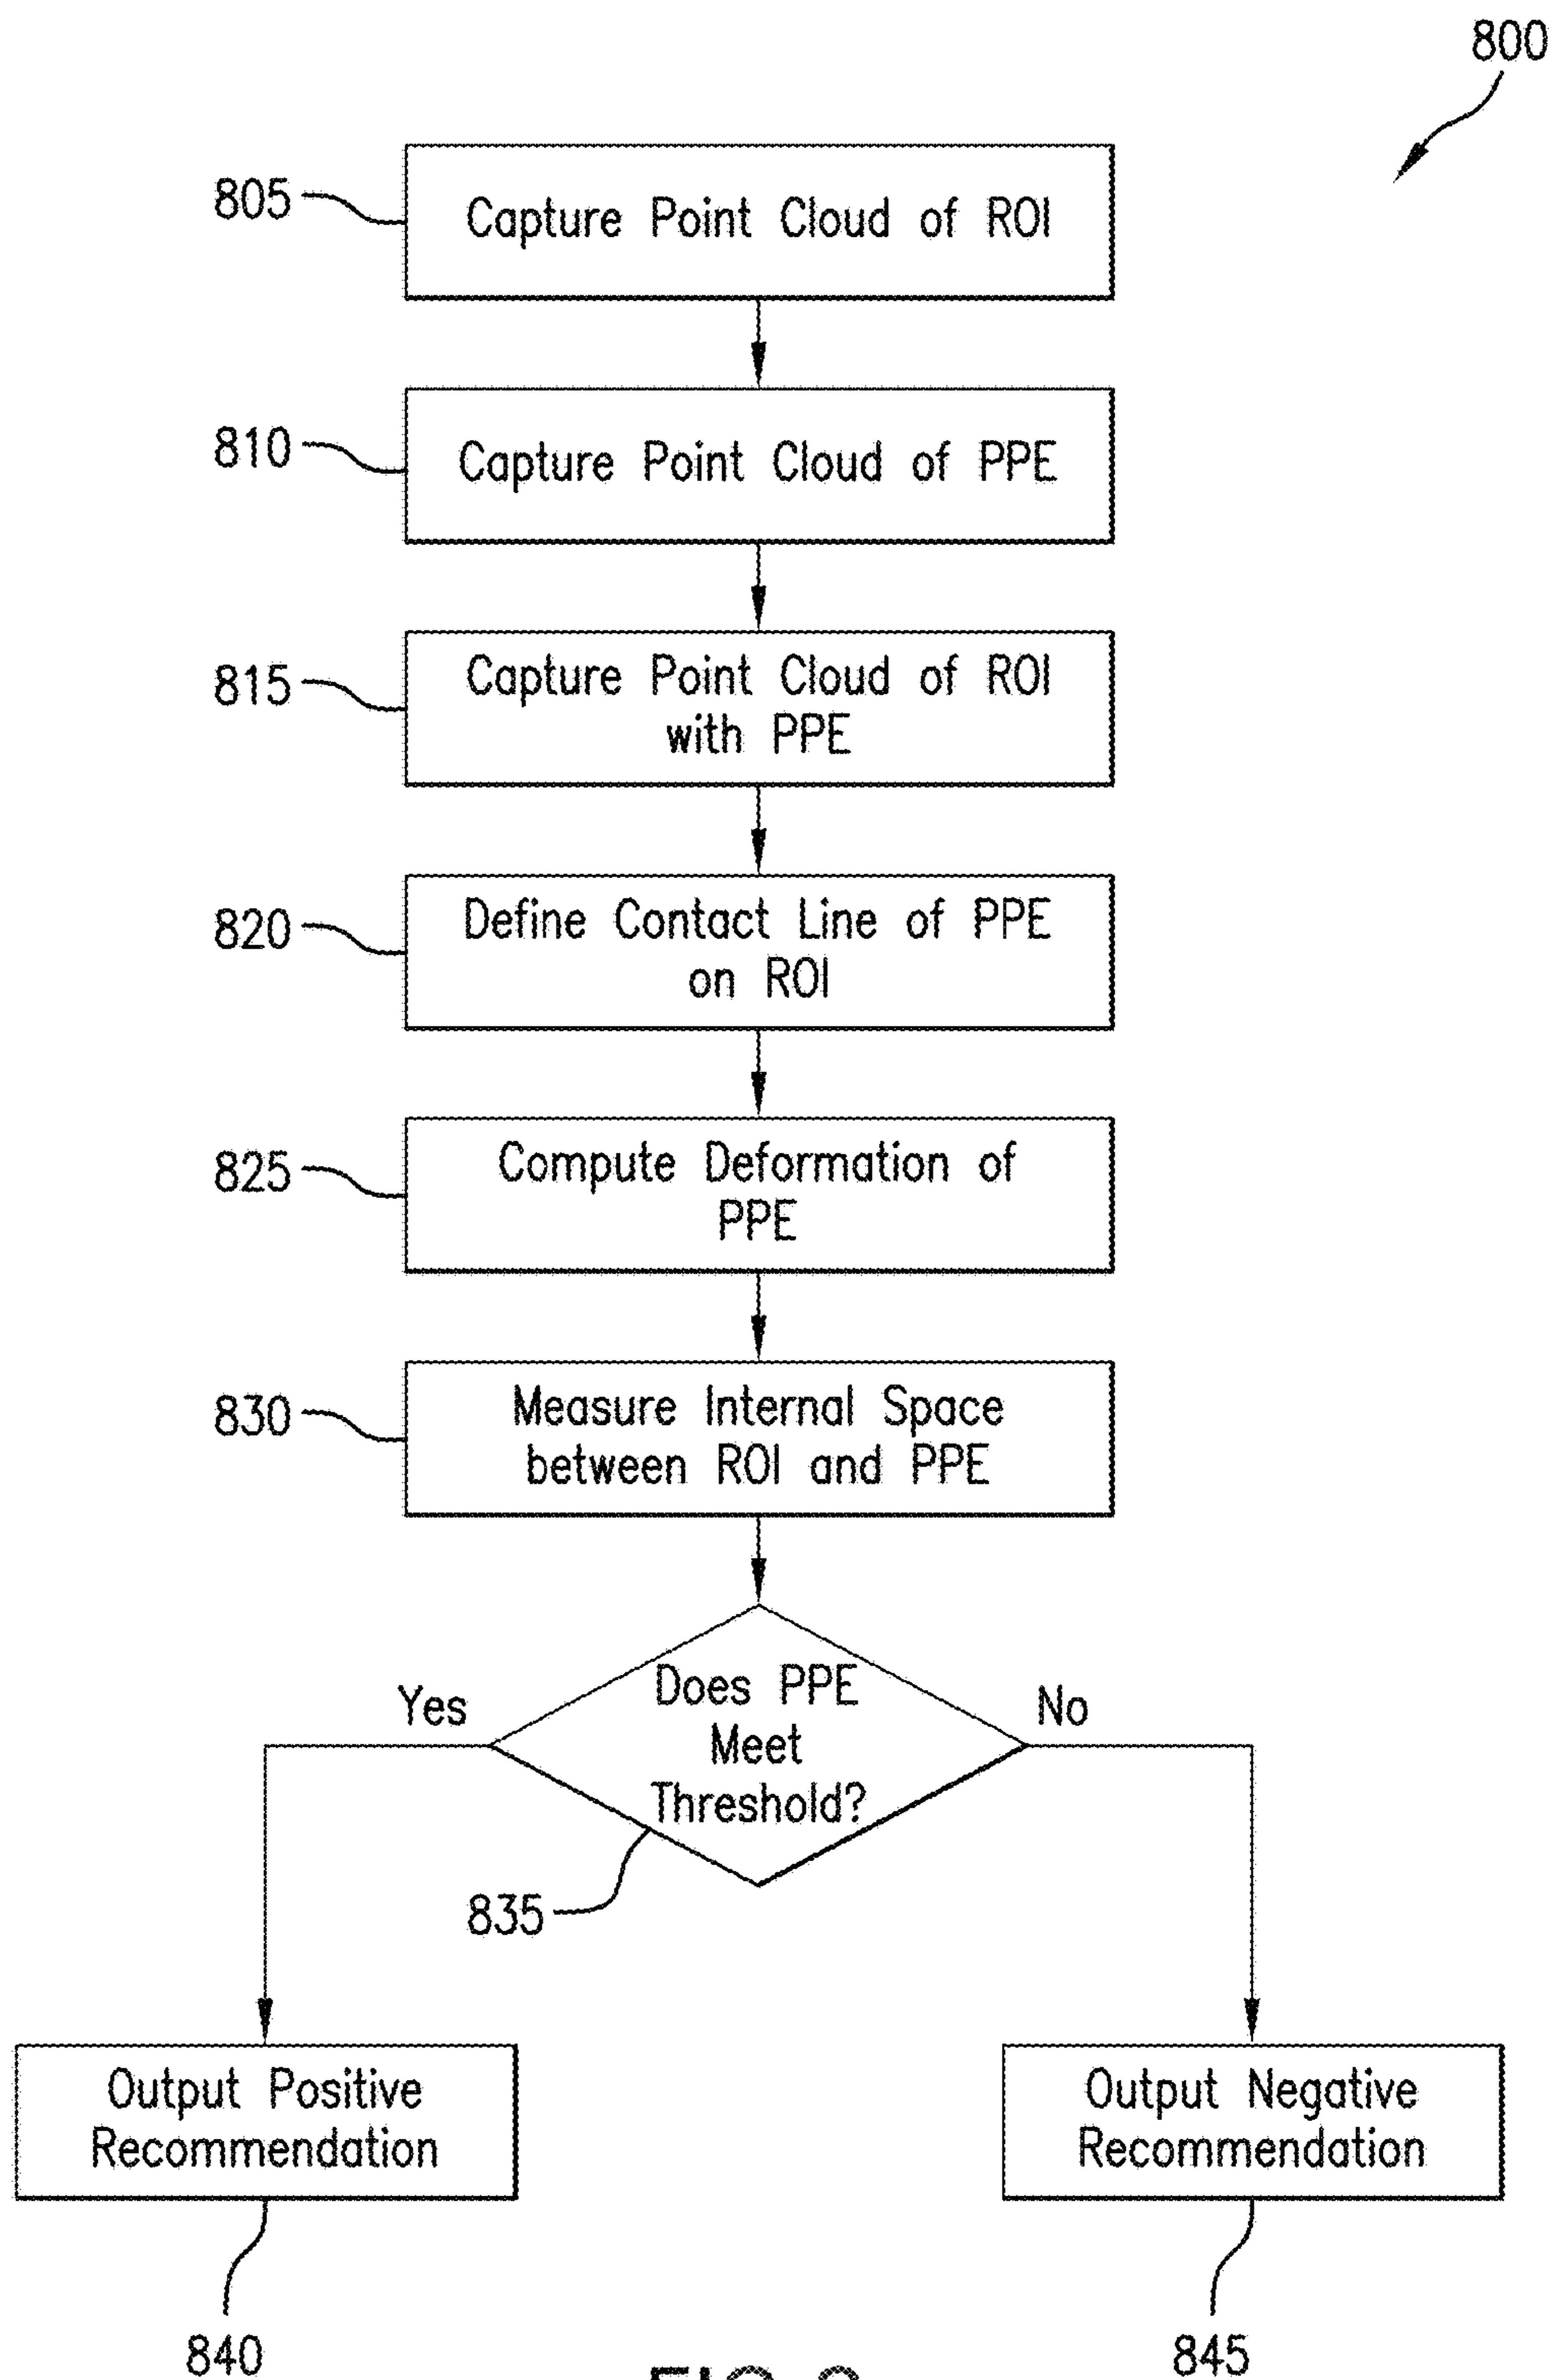 800
805
Capture Point Cloud of ROI
810
Capture Point Cloud of PPE
815
Capture Point Cloud of ROI
with PPE
820
Define Contact Line of PPE
on ROI
825
Compute Deformation of
PPE
830
Measure Internal Space
between ROI and PPE
Yes
No
Does PPE
Meet
Threshold?
835
Output Positive
Recommendation
Output Negative
Recommendation
840
845